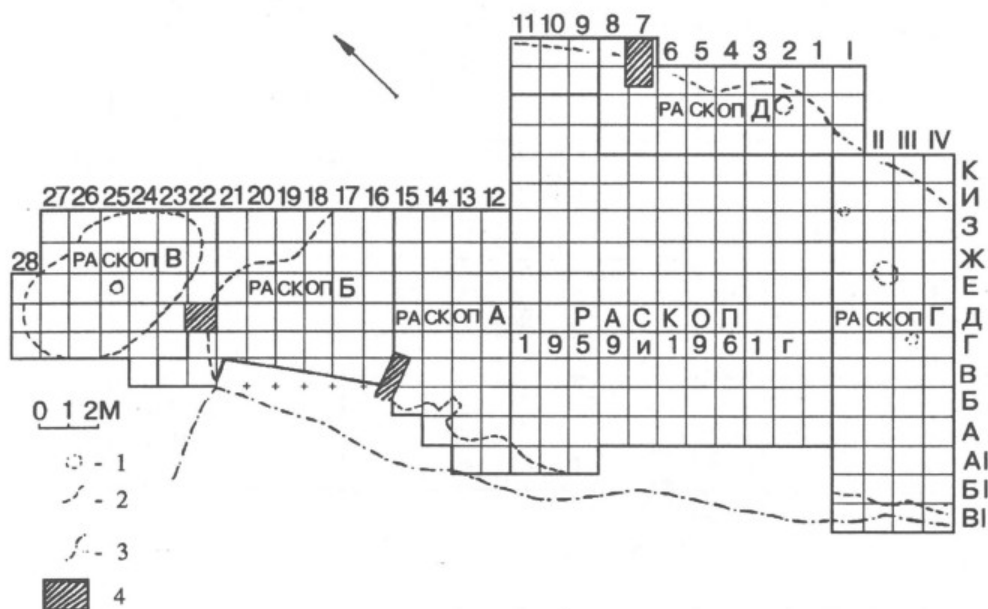 11 10 9 8 7
6 5 4 3 2 1 I
РАСКОП Д
II III IV
27 26 25 24 23 22 21 20 19 18 17 16 15 14 13 12
28
РАСКОП В
РАСКОП Б
РАСКОП А
РАСКОП
1959 и 1961 г
РАСКОП Г
К
И
З
Ж
Е
Д
Г
В
Б
А
АI
БI
ВI
0 1 2М
- 1
- 2
- 3
4